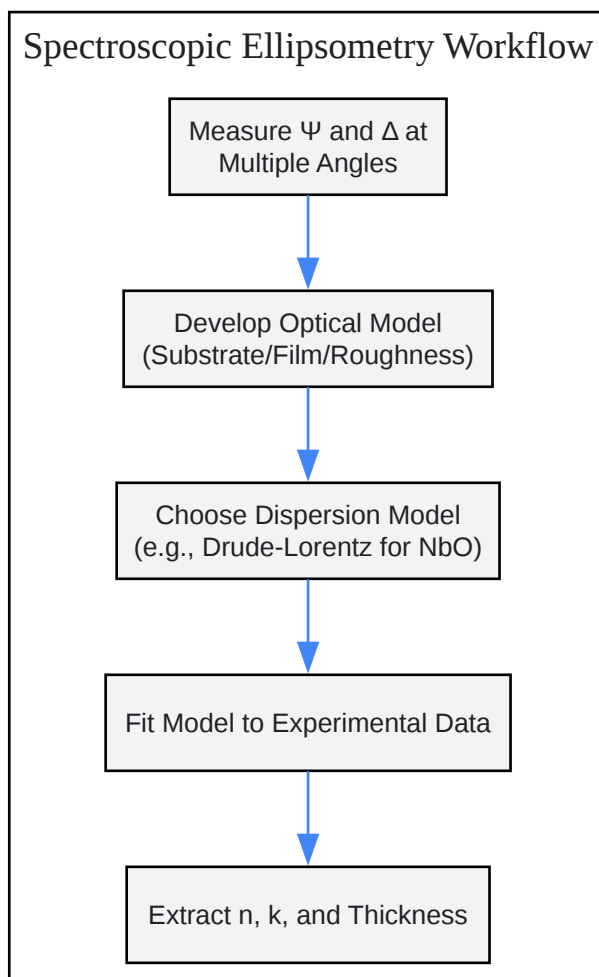 Spectroscopic Ellipsometry Workflow
Measure Ψ and Δ at
Multiple Angles
Develop Optical Model
(Substrate/Film/Roughness)
Choose Dispersion Model
(e.g., Drude-Lorentz for NbO)
Fit Model to Experimental Data
Extract n, k, and Thickness